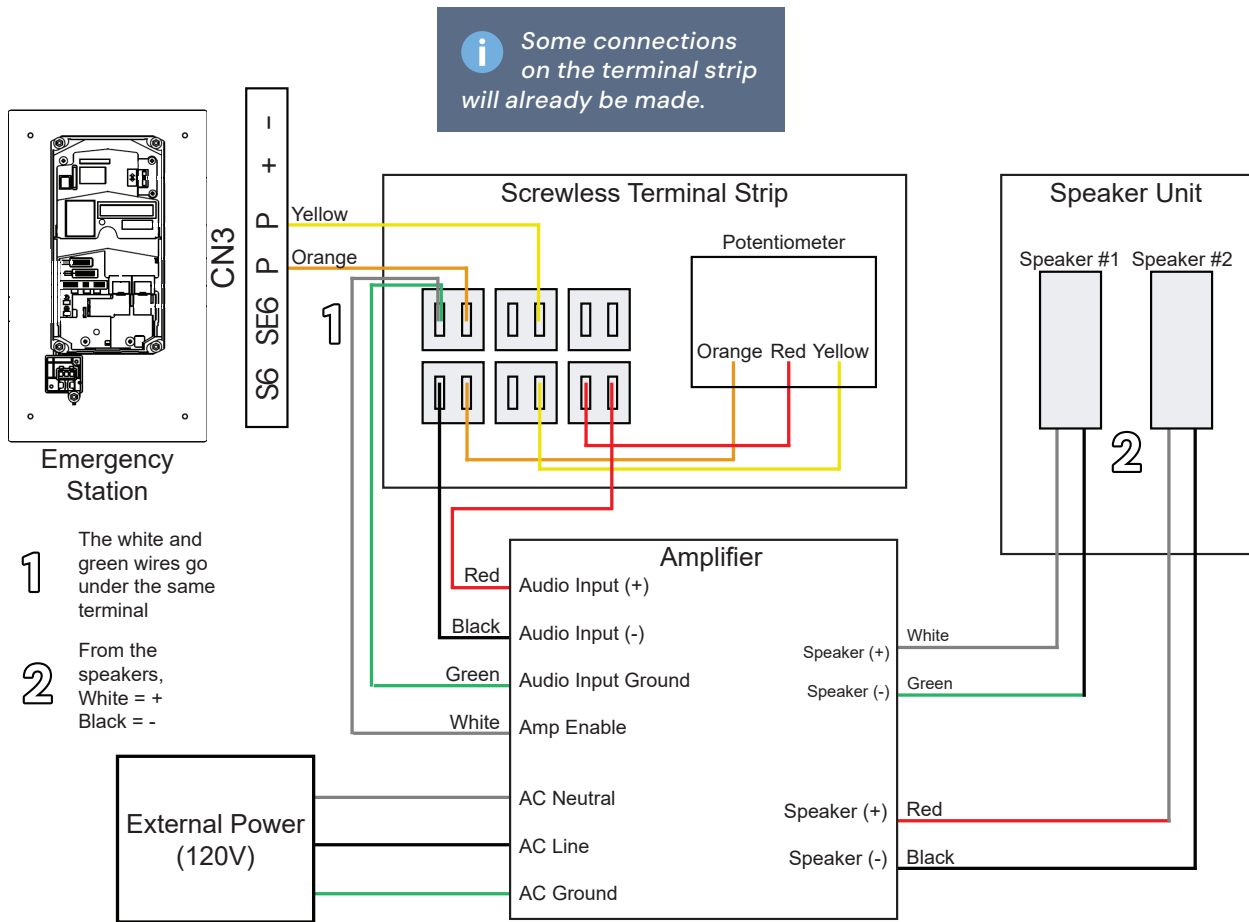 Some connections
on the terminal strip
will already be made.
-
+
P
P
SE6
S6
CN3
Yellow
Orange
1
Emergency
Station
Screwless Terminal Strip
Potentiometer
Orange Red Yellow
Speaker Unit
Speaker #1 Speaker #2
2
1
The white and
green wires go
under the same
terminal
2
From the
speakers,
White = +
Black = -
Amplifier
Red
Audio Input (+)
Black
Audio Input (-)
Green
Audio Input Ground
White
Amp Enable
AC Neutral
AC Line
AC Ground
Speaker (+)
White
Speaker (-)
Green
Speaker (+)
Red
Speaker (-)
Black
External Power
(120V)